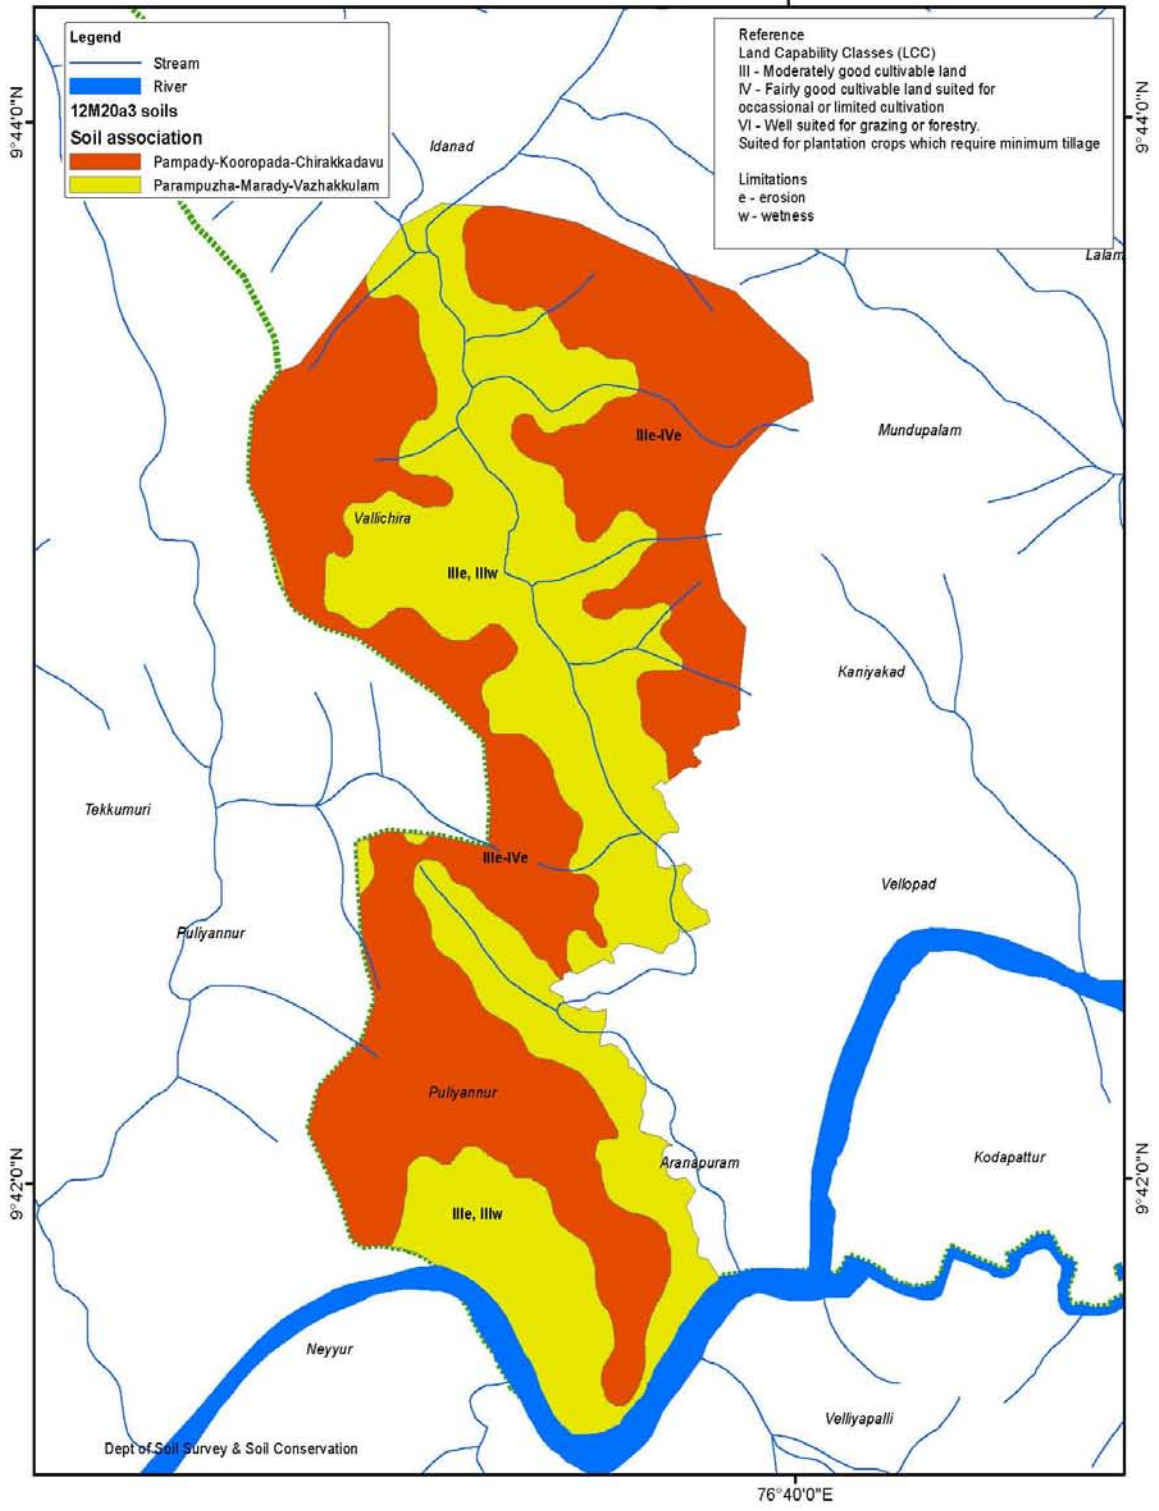 Legend
Stream
River
12M20a3 soils
Soil association
Pampady-Kooropada-Chirakkadavu
Parampuzha-Marady-Vazhakkulam
Reference
Land Capability Classes (LCC)
III - Moderately good cultivable land
IV - Fairly good cultivable land suited for
occassional or limited cultivation
VI - Well suited for grazing or forestry.
Suited for plantation crops which require minimum tillage
Limitations
e - erosion
w - wetness
9°44'0"N
9°44'0"N
Idanad
Lalam
Mundupalam
IIIe-IVe
Vallichira
IIIe, IIIw
Kaniyakad
Tekkumuri
IIIe-IVe
Vellopad
Puliyannur
Puliyannur
Aranapuram
Kodapattur
9°42'0"N
9°42'0"N
IIIe, IIIw
Neyyur
Velliyapalli
Dept of Soil Survey & Soil Conservation
76°40'0"E